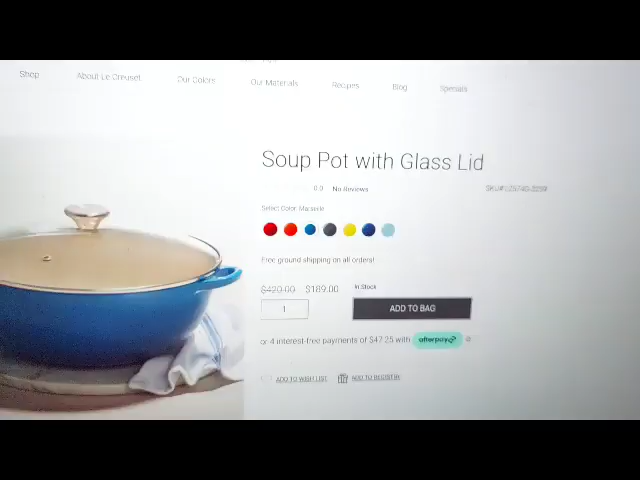 Shop About Le Creuset Our Colors Our Materials Recipes Blog Specials
Soup Pot with Glass Lid
0.0 No Reviews
Select Color: Marseille
Free ground shipping on all orders!
$420.00 $189.00 In Stock
1 ADD TO BAG
or 4 interest-free payments of $47.25 with afterpay
ADD TO WISH LIST ADD TO REGISTRY